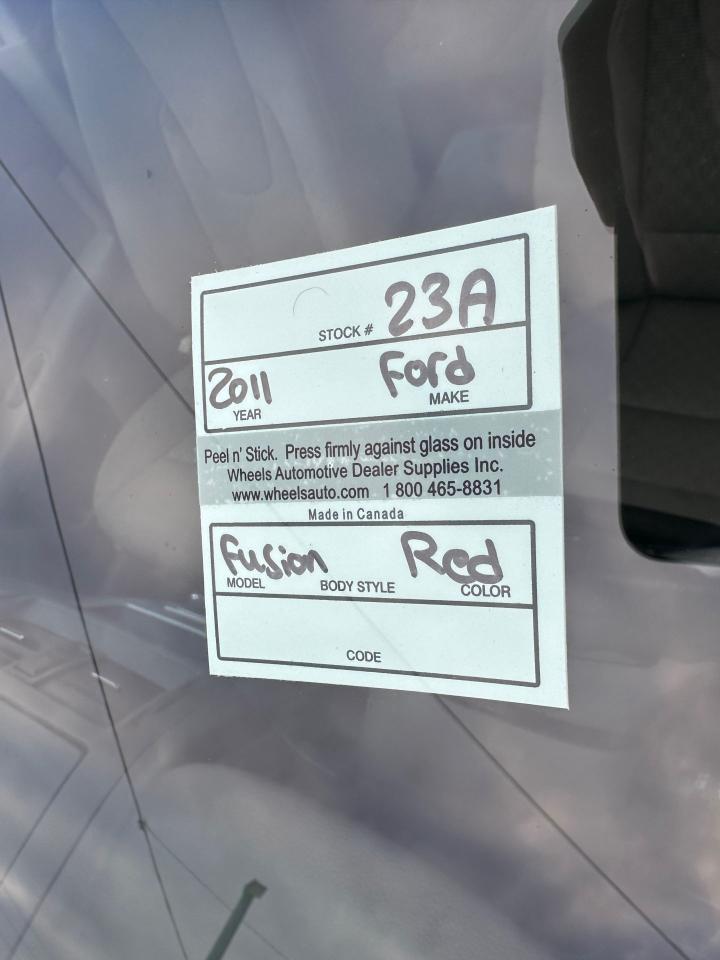 23A
STOCK #
2011 Ford
YEAR MAKE
Peel n' Stick. Press firmly against glass on inside
Wheels Automotive Dealer Supplies Inc.
www.wheelsauto.com 1 800 465-8831
Made in Canada
Fusion Red
MODEL BODY STYLE COLOR
CODE